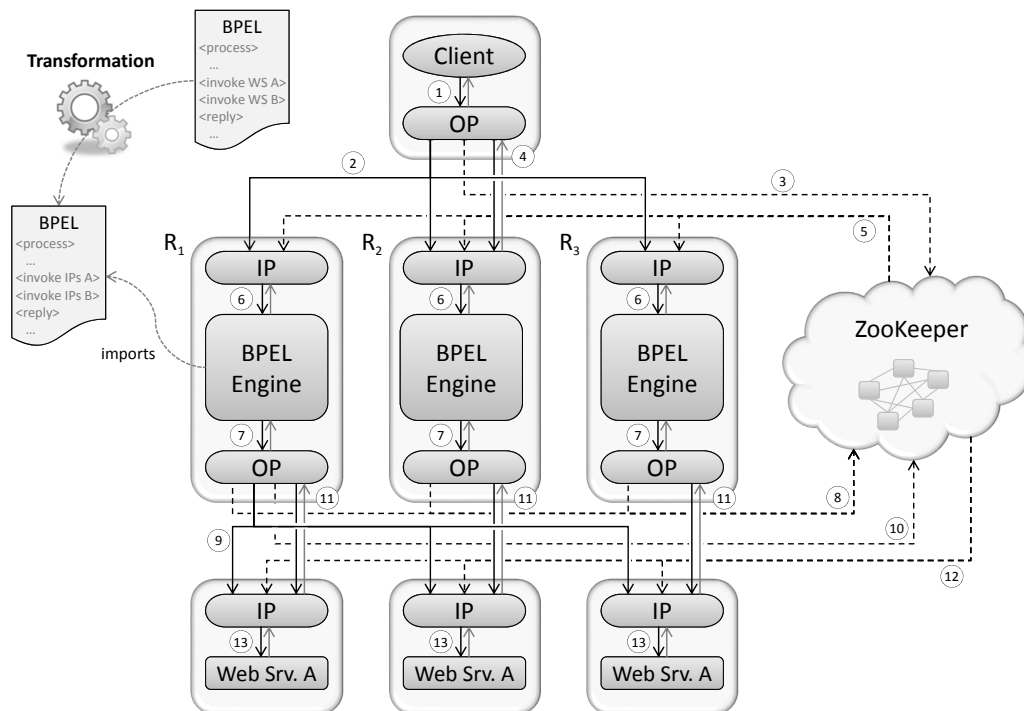 BPEL
<process>
...
<invoke WS A>
<invoke WS B>
<reply>
...
Transformation
Client
1
OP
2
4
3
BPEL
<process>
...
<invoke IPs A>
<invoke IPs B>
<reply>
...
imports
R1
R2
R3
5
IP
IP
IP
6
6
6
ZooKeeper
BPEL
Engine
BPEL
Engine
BPEL
Engine
7
7
7
OP
OP
OP
11
11
11
8
9
10
12
IP
IP
IP
13
13
13
Web Srv. A
Web Srv. A
Web Srv. A